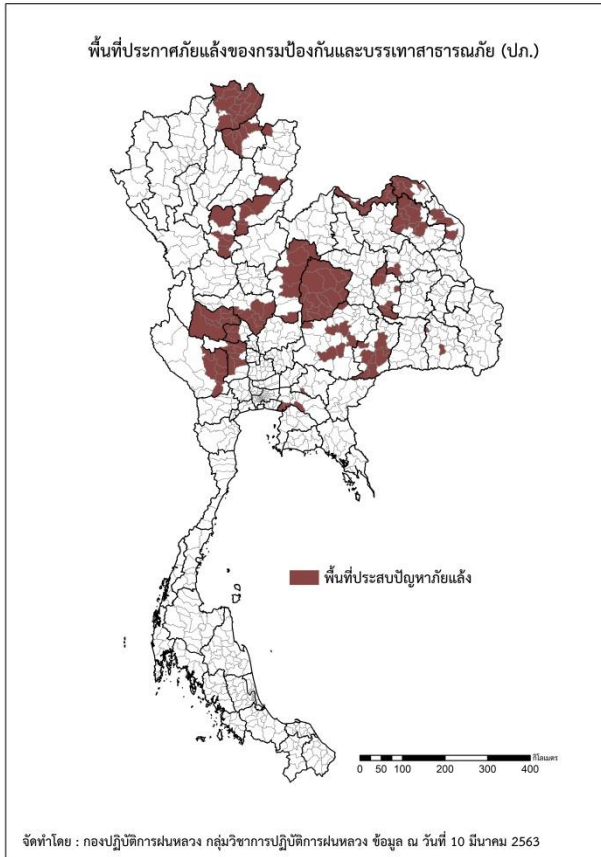 พื้นที่ประกาศภัยแล้งของกรมป้องกันและบรรเทาสาธารณภัย (ปภ.)
พื้นที่ประสบปัญหาภัยแล้ง
กิโลเมตร
0 50 100 200 300 400
จัดทำโดย : กองปฏิบัติการฝนหลวง กลุ่มวิชาการปฏิบัติการฝนหลวง ข้อมูล ณ วันที่ 10 มีนาคม 2563